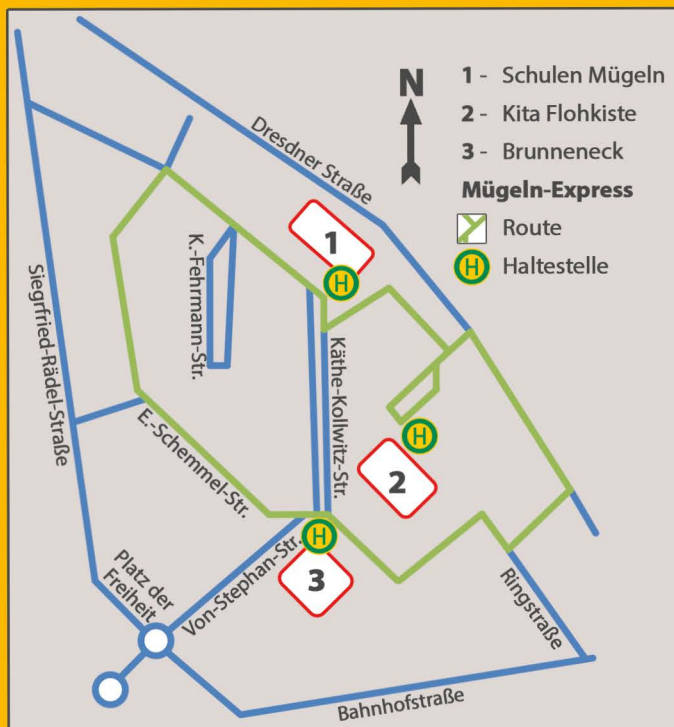 N
1 - Schulen Mügeln
2 - Kita Flohkiste
3 - Brunneneck
Mügeln-Express
Route
H Haltestelle
Dresdner Straße
1
H
K.-Fehrmann-Str.
Siegrfried-Rädel-Straße
Käthe-Kollwitz-Str.
E.-Schemmel-Str.
H
2
H
3
Von-Stephan-Str.
Platz der
Freiheit
Ringstraße
Bahnhofstraße